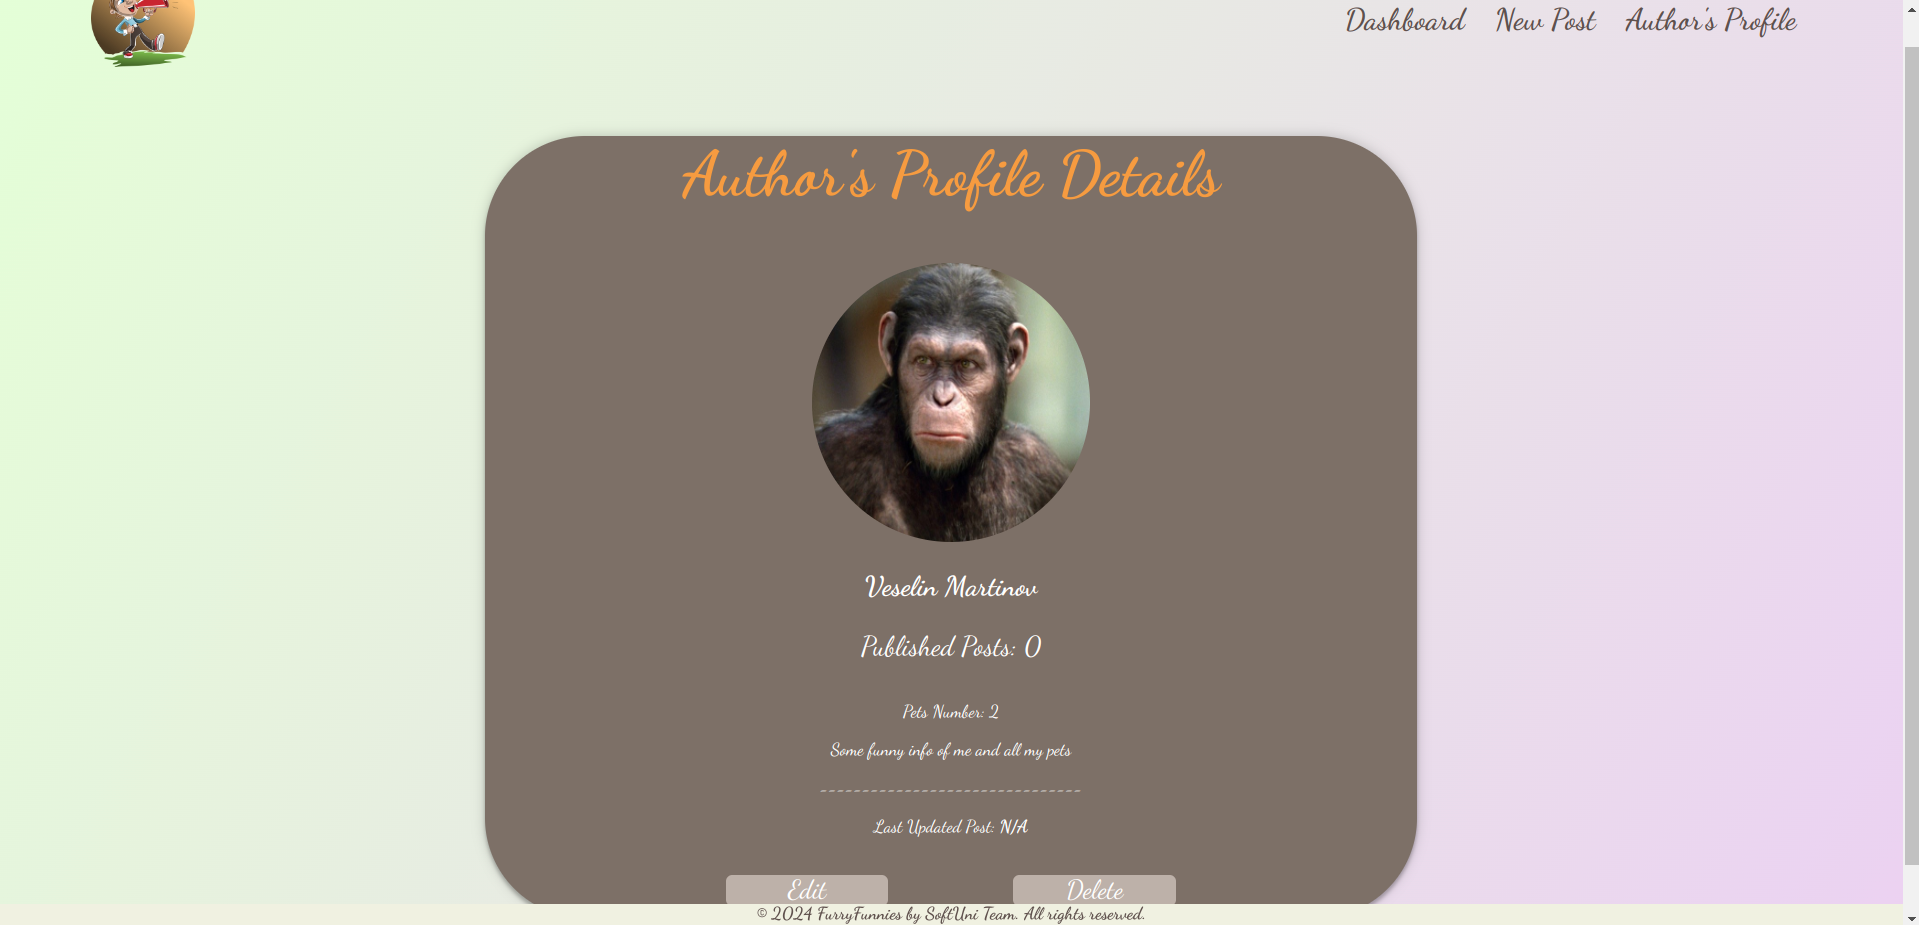 Dashboard New Post Author's Profile
Author's Profile Details
Veselin Martinov
Published Posts: 0
Pets Number: 2
Some funny info of me and all my pets
-------------------------------
Last Updated Post: N/A
Edit Delete
© 2024 FurryFunnies by SoftUni Team. All rights reserved.